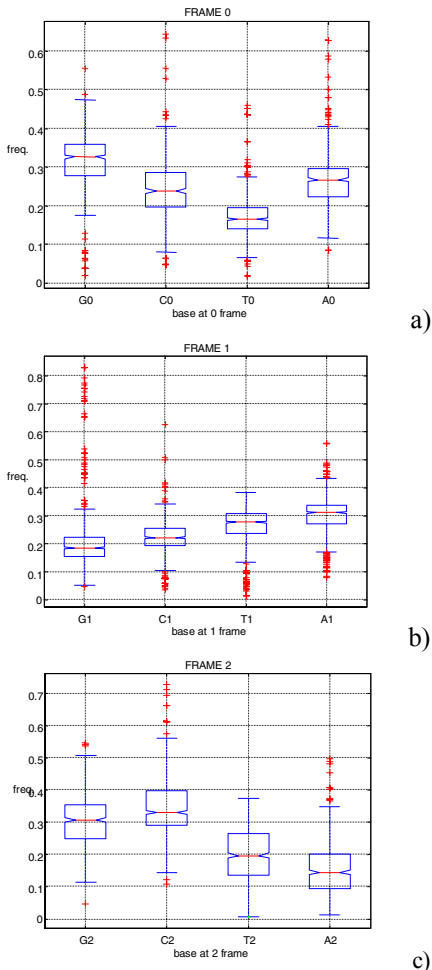 FRAME 0
0.6
0.5
0.4
freq.
0.3
0.2
0.1
0
G0 C0 T0 A0
base at 0 frame
a)
FRAME 1
0.8
0.7
0.6
0.5
freq.
0.4
0.3
0.2
0.1
0
G1 C1 T1 A1
base at 1 frame
b)
FRAME 2
0.7
0.6
0.5
freq.
0.4
0.3
0.2
0.1
0
G2 C2 T2 A2
base at 2 frame
c)